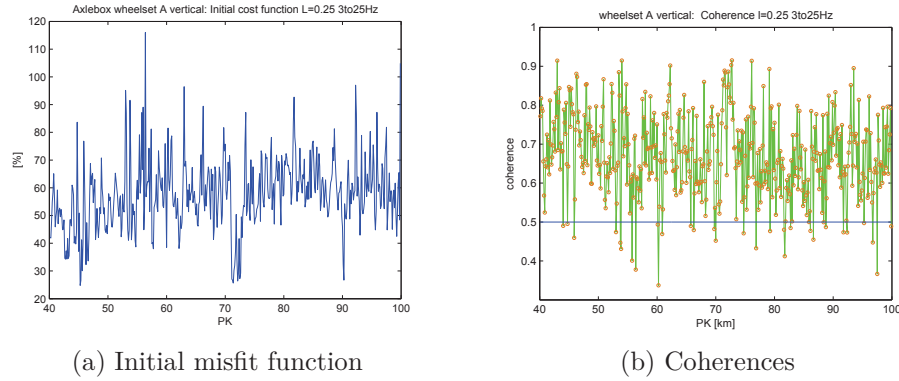 Axlebox wheelset A vertical: Initial cost function L=0.25 3to25Hz
120
110
100
90
80
70
60
50
40
30
20
[%]
40 50 60 70 80 90 100
PK
(a) Initial misfit function
wheelset A vertical: Coherence l=0.25 3to25Hz
1
0.9
0.8
0.7
0.6
0.5
0.4
0.3
coherence
40 50 60 70 80 90 100
PK [km]
(b) Coherences